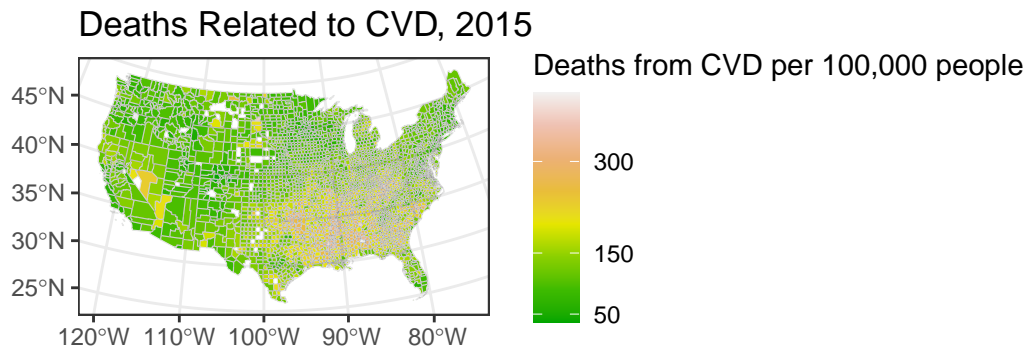 Deaths Related to CVD, 2015
Deaths from CVD per 100,000 people
45°N
40°N
35°N
30°N
25°N
120°W 110°W 100°W 90°W 80°W
300
150
50